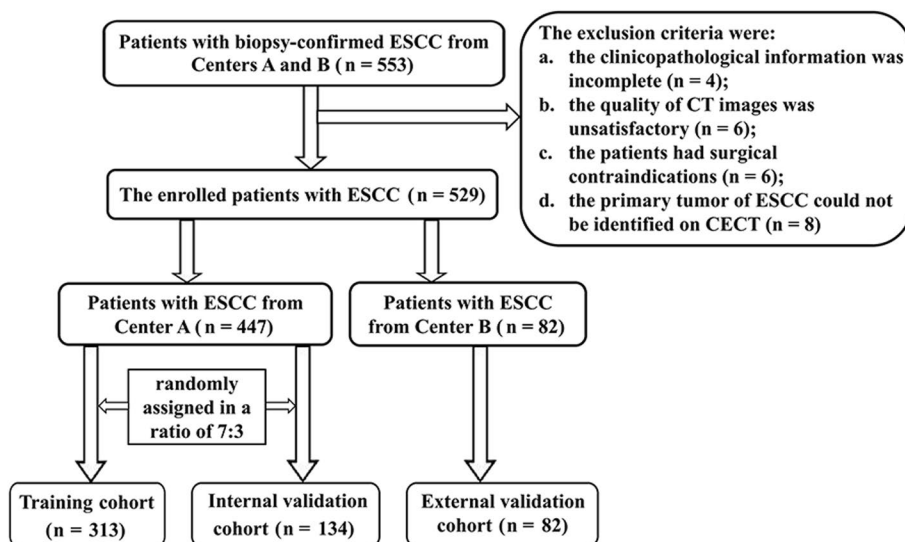 Patients with biopsy-confirmed ESCC from
Centers A and B (n = 553)
The exclusion criteria were:
a. the clinicopathological information was
incomplete (n = 4);
b. the quality of CT images was
unsatisfactory (n = 6);
c. the patients had surgical
contraindications (n = 6);
d. the primary tumor of ESCC could not
be identified on CECT (n = 8)
The enrolled patients with ESCC (n = 529)
Patients with ESCC from
Center A (n = 447)
Patients with ESCC
from Center B (n = 82)
randomly
assigned in a
ratio of 7:3
Training cohort
(n = 313)
Internal validation
cohort (n = 134)
External validation
cohort (n = 82)